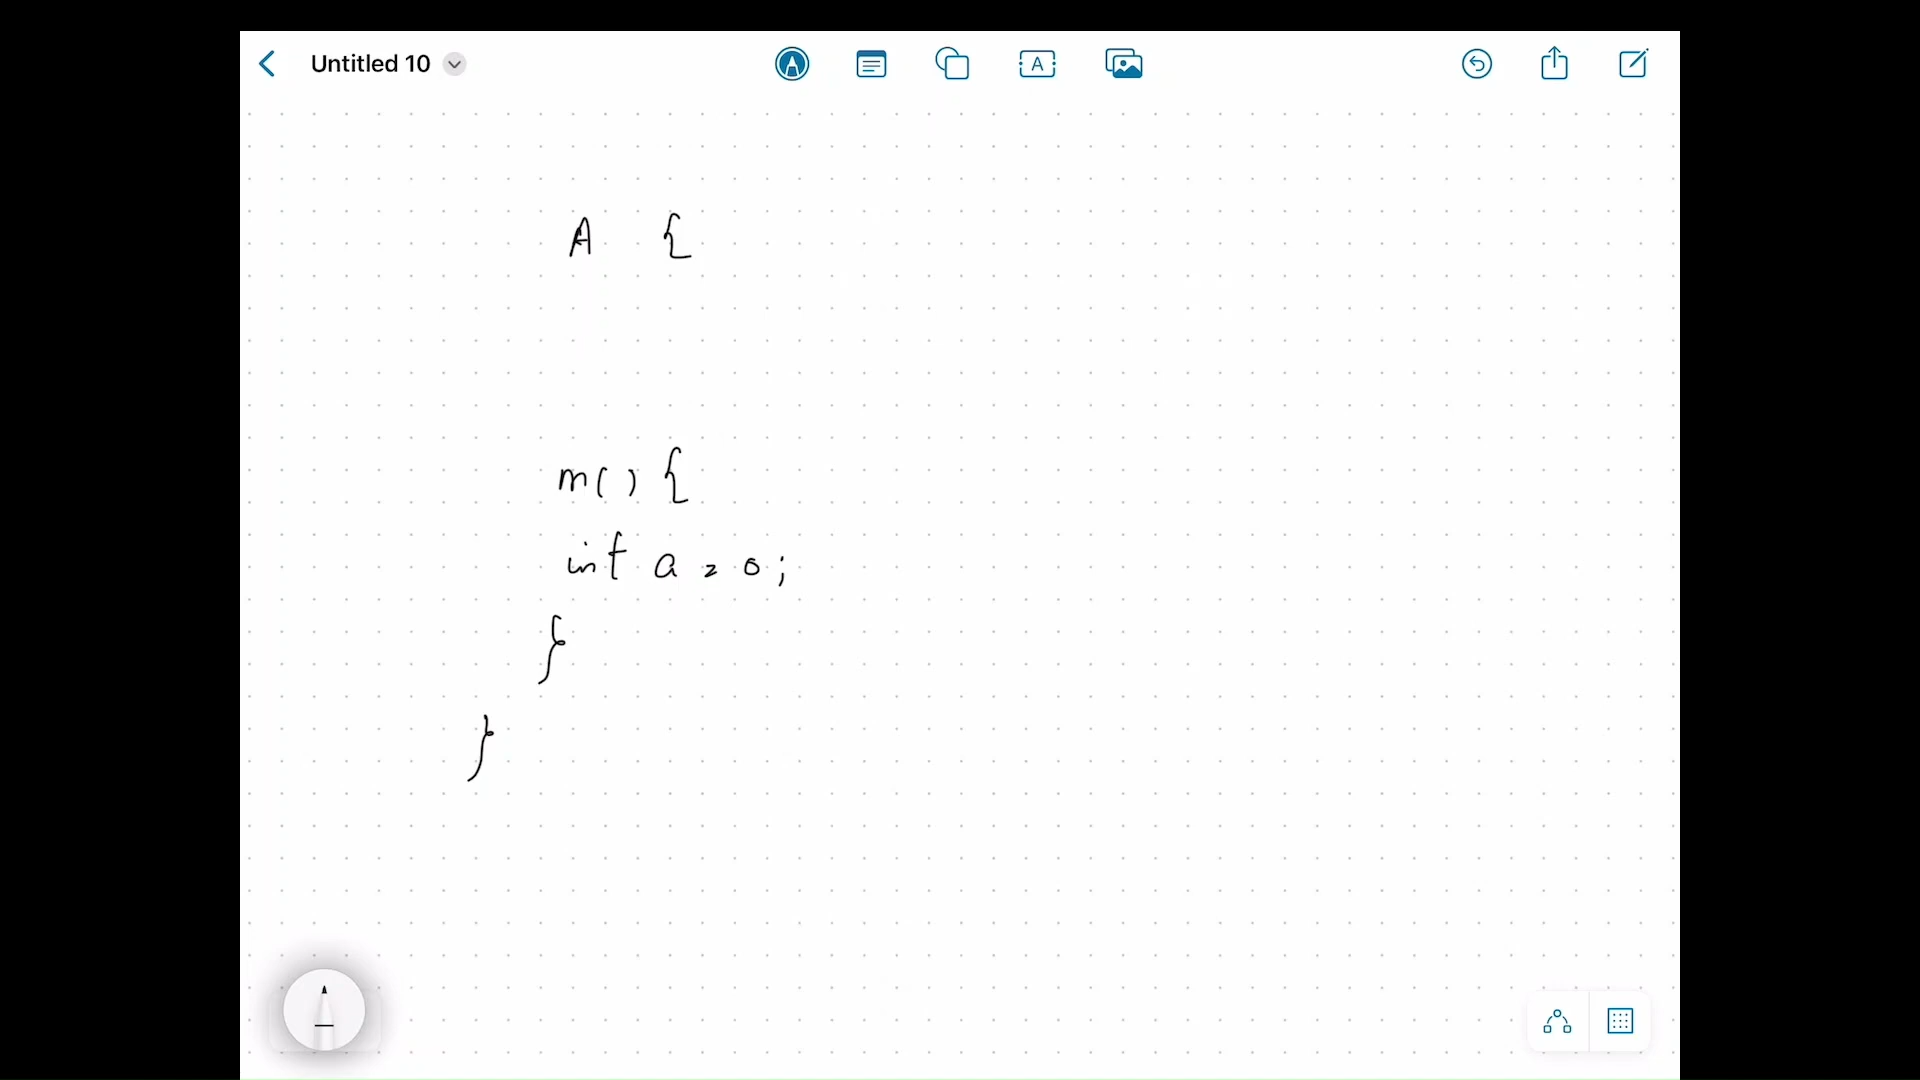 Untitled 10
A {
m() {
int a = 0;
}
}